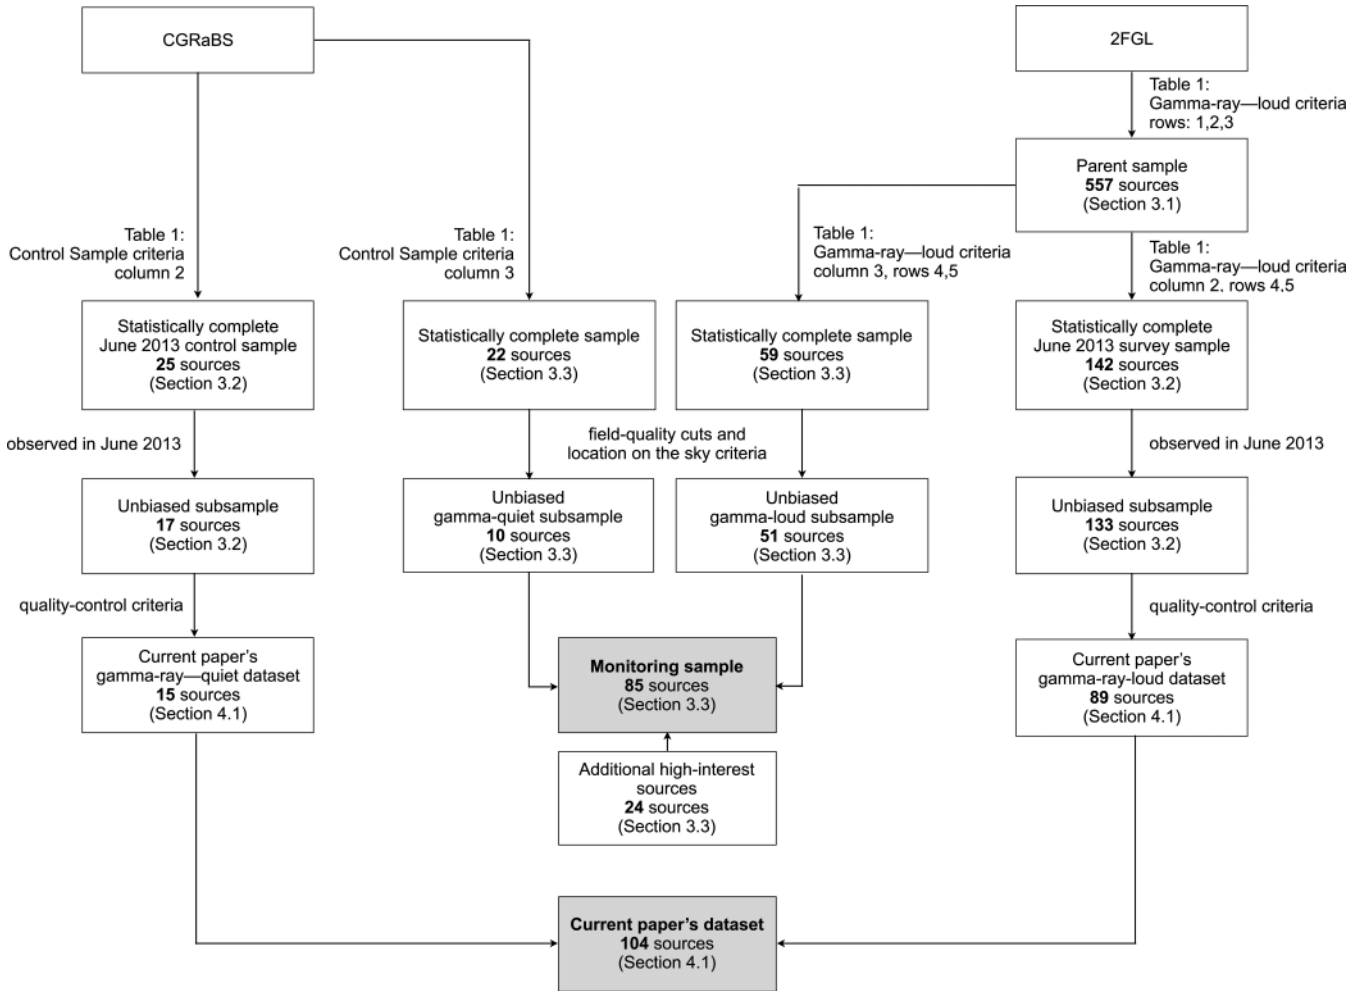 CGRaBS
2FGL
Table 1:
Gamma-ray—loud criteria
rows: 1,2,3
Parent sample
557 sources
(Section 3.1)
Table 1:
Control Sample criteria
column 2
Table 1:
Control Sample criteria
column 3
Table 1:
Gamma-ray—loud criteria
column 3, rows 4,5
Table 1:
Gamma-ray—loud criteria
column 2, rows 4,5
Statistically complete
June 2013 control sample
25 sources
(Section 3.2)
Statistically complete sample
22 sources
(Section 3.3)
Statistically complete sample
59 sources
(Section 3.3)
Statistically complete
June 2013 survey sample
142 sources
(Section 3.2)
observed in June 2013
field-quality cuts and
location on the sky criteria
observed in June 2013
Unbiased subsample
17 sources
(Section 3.2)
Unbiased
gamma-quiet subsample
10 sources
(Section 3.3)
Unbiased
gamma-loud subsample
51 sources
(Section 3.3)
Unbiased subsample
133 sources
(Section 3.2)
quality-control criteria
quality-control criteria
Current paper's
gamma-ray—quiet dataset
15 sources
(Section 4.1)
Monitoring sample
85 sources
(Section 3.3)
Current paper's
gamma-ray-loud dataset
89 sources
(Section 4.1)
Additional high-interest
sources
24 sources
(Section 3.3)
Current paper's dataset
104 sources
(Section 4.1)